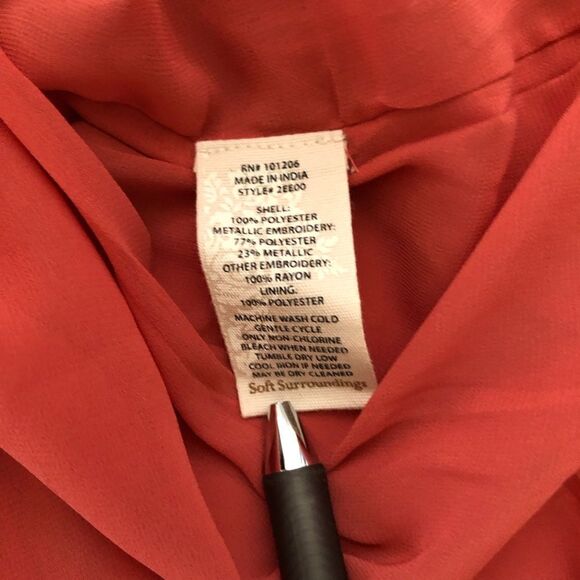 RN# 101206
MADE IN INDIA
STYLE# 2EE00
SHELL:
100% POLYESTER
METALLIC EMBROIDERY:
77% POLYESTER
23% METALLIC
OTHER EMBROIDERY:
100% RAYON
LINING:
100% POLYESTER
MACHINE WASH COLD
GENTLE CYCLE
ONLY NON-CHLORINE
BLEACH WHEN NEEDED
TUMBLE DRY LOW
COOL IRON IF NEEDED
MAY BE DRY CLEANED
Soft Surroundings